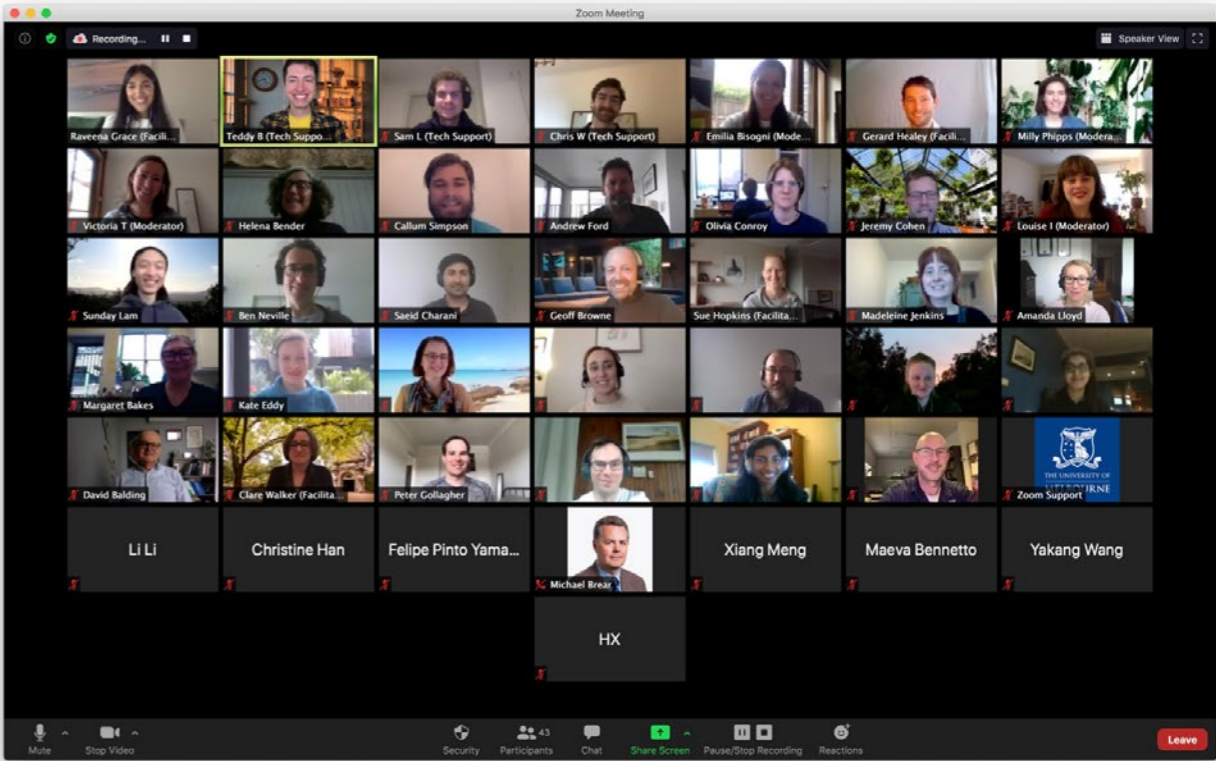 Zoom Meeting
Recording...
Speaker View
Raveena Grace (Facili...
Teddy B (Tech Suppo...
Sam L (Tech Support)
Chris W (Tech Support)
Emilia Bisogni (Mode...
Gerard Healey (Facili...
Milly Phipps (Modera...
Victoria T (Moderator)
Helena Bender
Callum Simpson
Andrew Ford
Olivia Conroy
Jeremy Cohen
Louise I (Moderator)
Sunday Lam
Ben Neville
Saeid Charani
Geoff Browne
Sue Hopkins (Facilita...
Madeleine Jenkins
Amanda Lloyd
Margaret Bakes
Kate Eddy
David Balding
Clare Walker (Facilita...
Peter Gollagher
THE UNIVERSITY OF
MELBOURNE
Zoom Support
Li Li
Christine Han
Felipe Pinto Yama...
Michael Brear
Xiang Meng
Maeva Bennetto
Yakang Wang
HX
Mute
Stop Video
Security
Participants
43
Chat
Share Screen
Pause/Stop Recording
Reactions
Leave